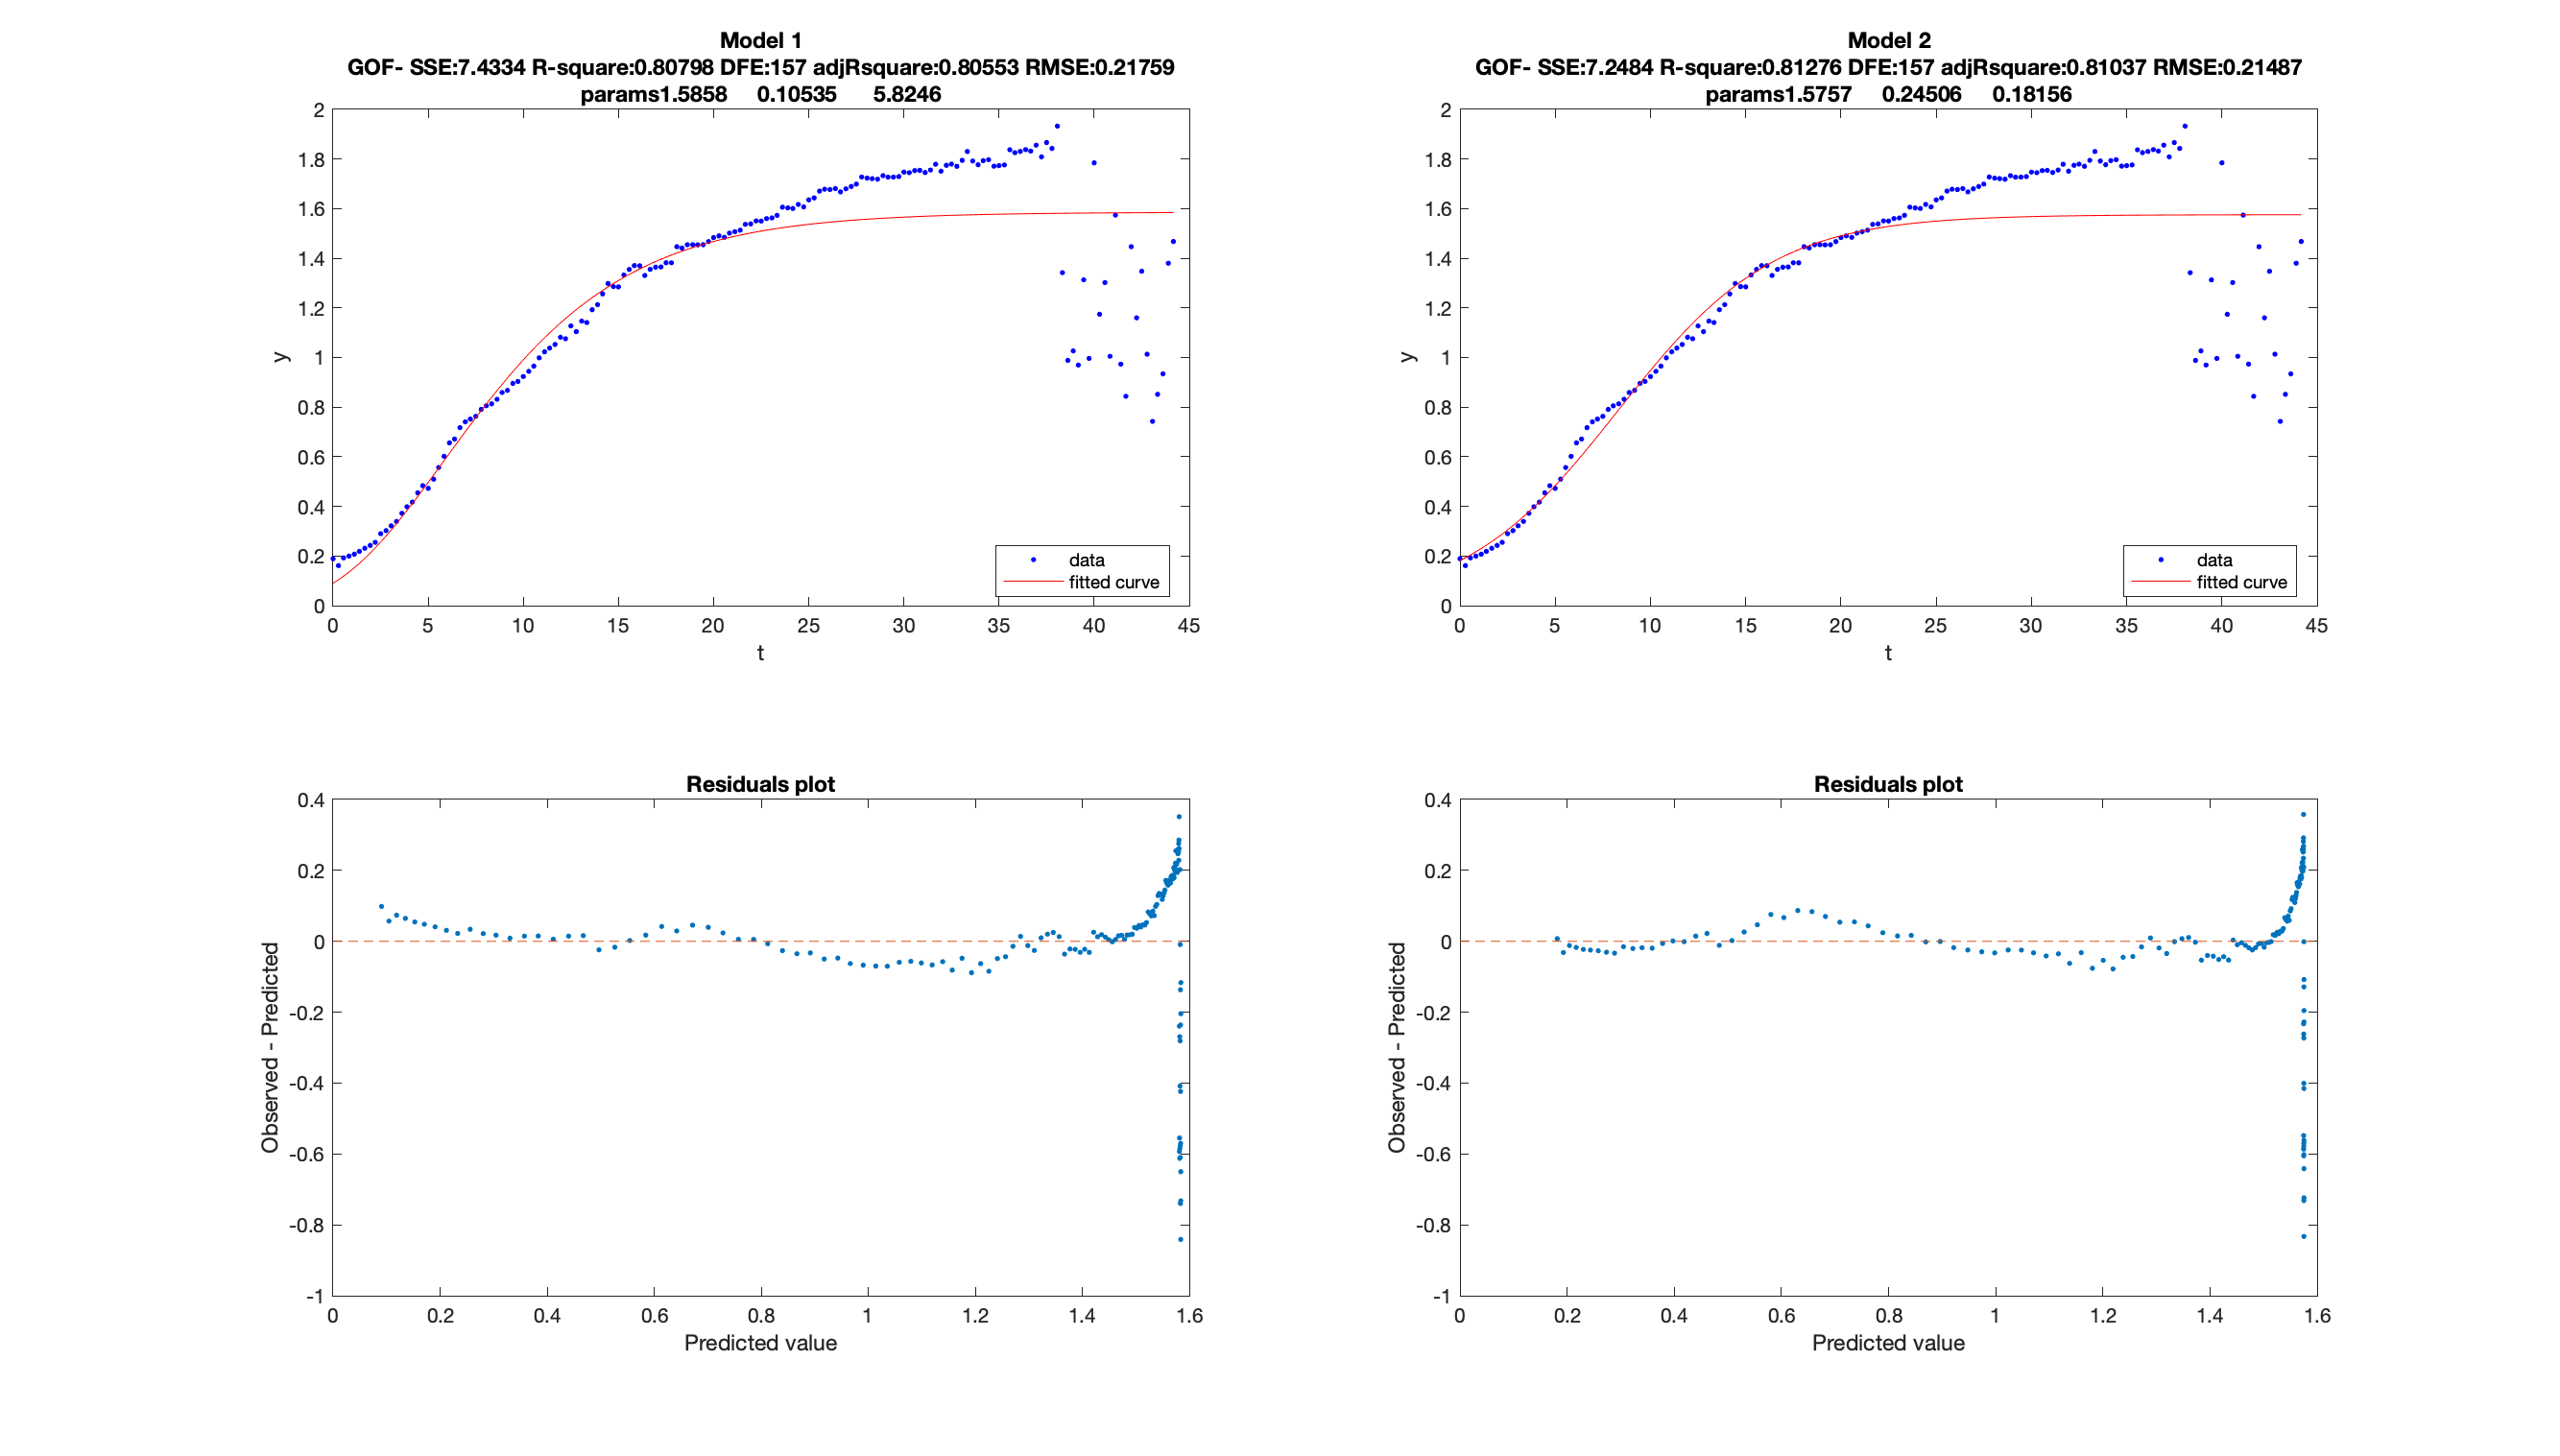 Model 1
GOF- SSE:7.4334 R-square:0.80798 DFE:157 adjRsquare:0.80553 RMSE:0.21759
params1.5858 0.10535 5.8246
2
1.8
1.6
1.4
1.2
1
0.8
0.6
0.4
0.2
0
y
data
fitted curve
0 5 10 15 20 25 30 35 40 45
t
Model 2
GOF- SSE:7.2484 R-square:0.81276 DFE:157 adjRsquare:0.81037 RMSE:0.21487
params1.5757 0.24506 0.18156
2
1.8
1.6
1.4
1.2
1
0.8
0.6
0.4
0.2
0
y
data
fitted curve
0 5 10 15 20 25 30 35 40 45
t
Residuals plot
0.4
0.2
0
-0.2
-0.4
-0.6
-0.8
-1
Observed - Predicted
0 0.2 0.4 0.6 0.8 1 1.2 1.4 1.6
Predicted value
Residuals plot
0.4
0.2
0
-0.2
-0.4
-0.6
-0.8
-1
Observed - Predicted
0 0.2 0.4 0.6 0.8 1 1.2 1.4 1.6
Predicted value